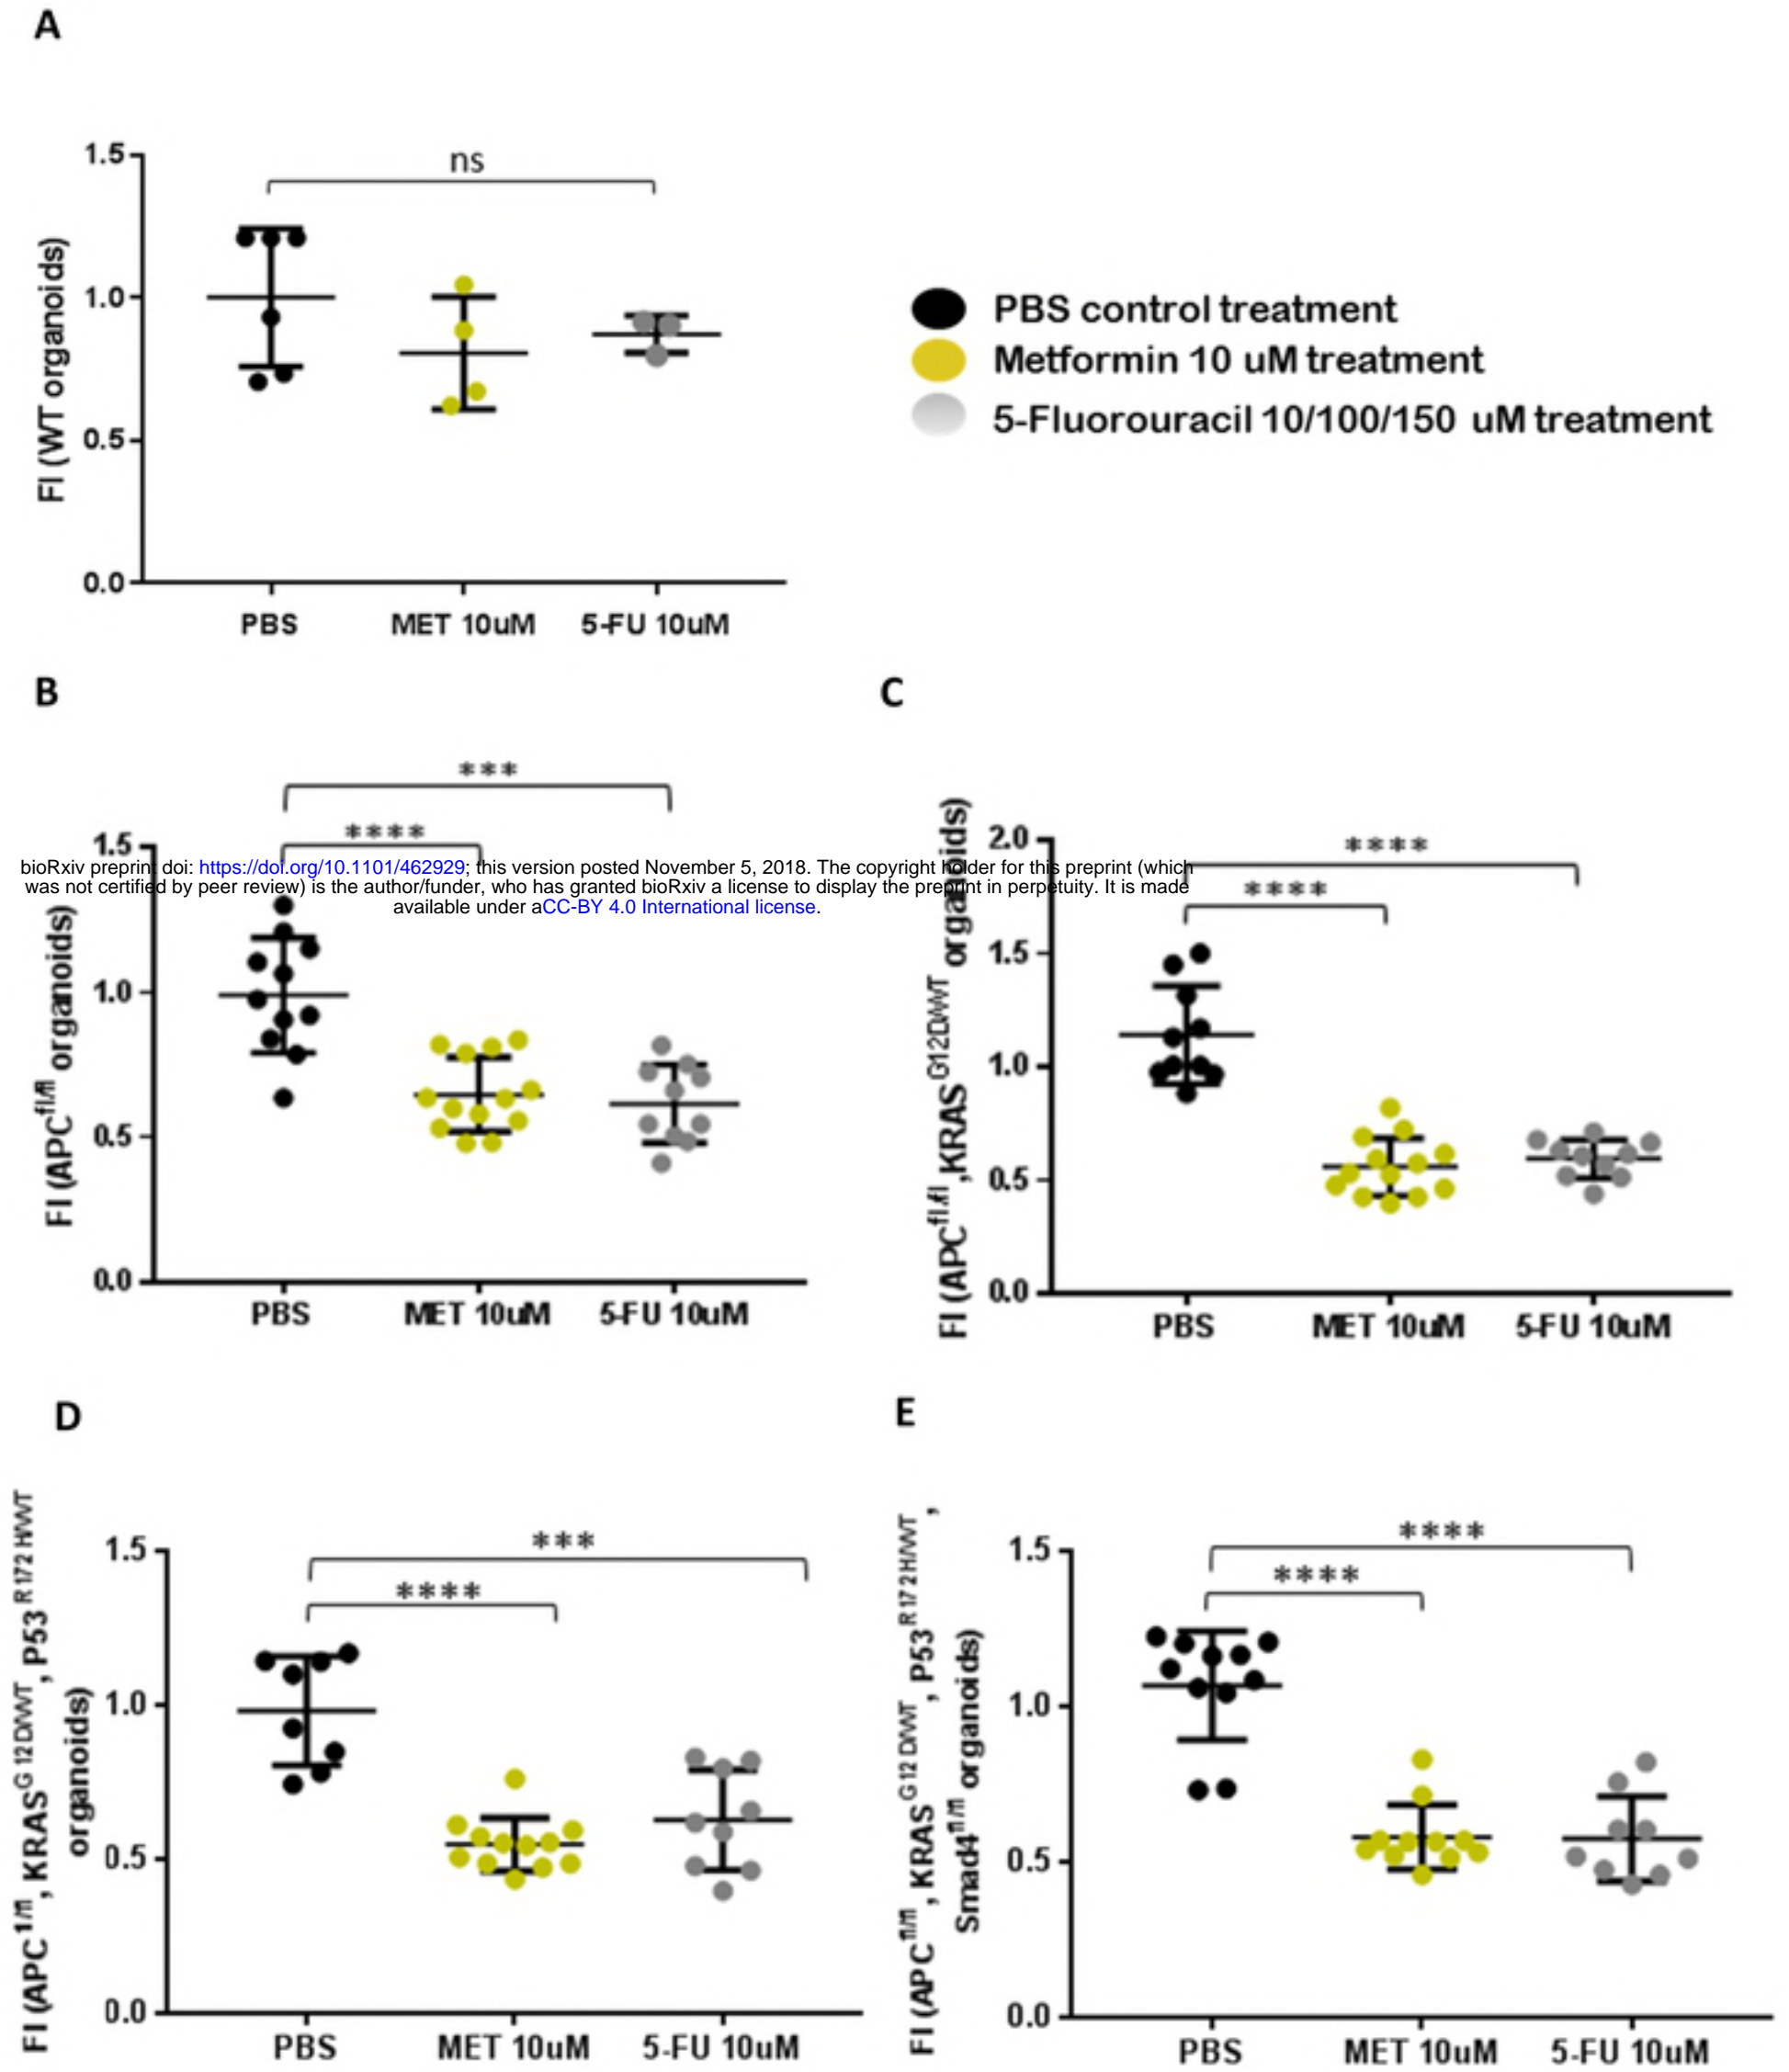 A
1.5
ns
1.0
0.5
0.0
FI (WT organoids)
PBS
MET 10uM
5-FU 10uM
PBS control treatment
Metformin 10 uM treatment
5-Fluorouracil 10/100/150 uM treatment
B
***
****
1.5
1.0
0.5
0.0
FI (APCfl/fl organoids)
PBS
MET 10uM
5-FU 10uM
C
****
****
2.0
1.5
1.0
0.5
0.0
FI (APCfl/fl ,KRASG12D/WT organoids)
PBS
MET 10uM
5-FU 10uM
bioRxiv preprint doi: https://doi.org/10.1101/462929; this version posted November 5, 2018. The copyright holder for this preprint (which
was not certified by peer review) is the author/funder, who has granted bioRxiv a license to display the preprint in perpetuity. It is made
available under aCC-BY 4.0 International license.
D
***
****
1.5
1.0
0.5
0.0
FI (APC1/fl, KRASG12D/WT, P53R172H/WT
organoids)
PBS
MET 10uM
5-FU 10uM
E
****
****
1.5
1.0
0.5
0.0
FI (APCfl/fl, KRASG12D/WT, P53R172H/WT,
Smad4fl/fl organoids)
PBS
MET 10uM
5-FU 10uM